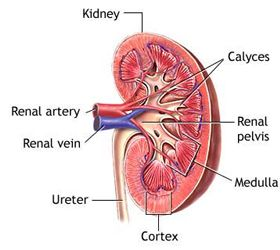 Kidney
Calyces
Renal artery
Renal
pelvis
Renal vein
Medulla
Ureter
Cortex